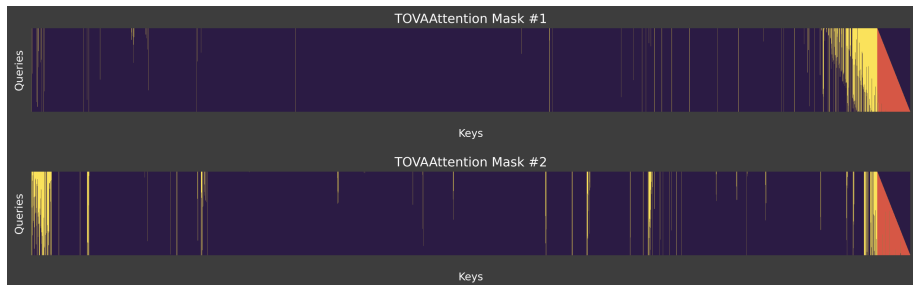 TOVAAttention Mask #1
Queries
Keys
TOVAAttention Mask #2
Queries
Keys